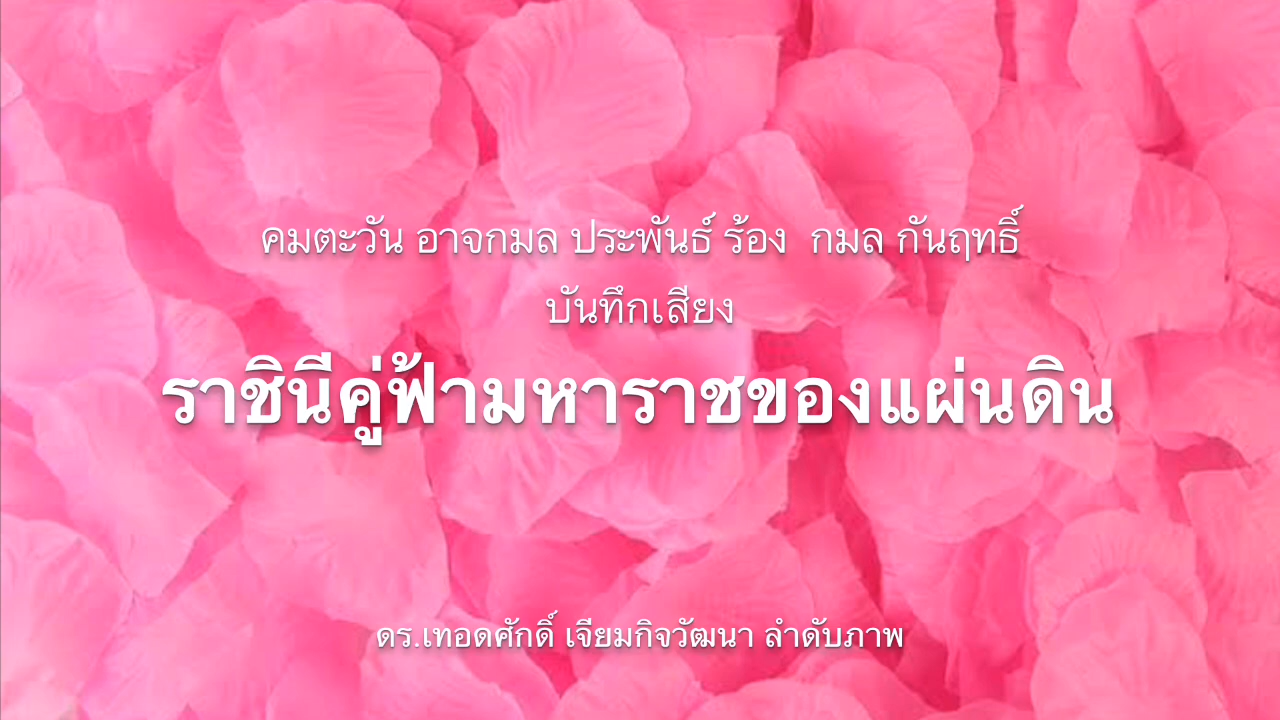 คมตะวัน อาจกมล ประพันธ์ ร้อง  กมล กันฤทธิ์
บันทึกเสียง
ราชินีคู่ฟ้ามหาราชของแผ่นดิน
ดร.เทอดศักดิ์ เจียมกิจวัฒนา ลำดับภาพ